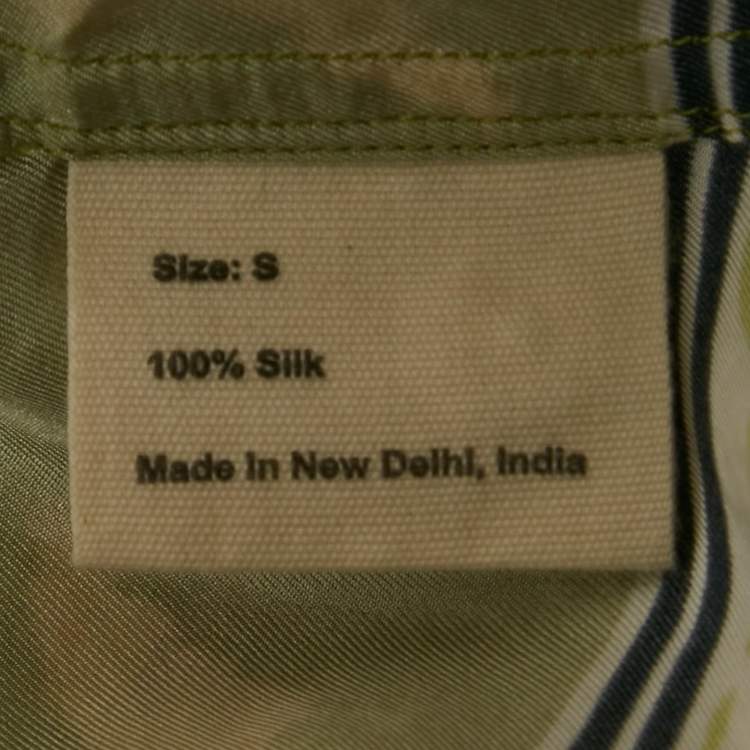 Size: S
100% Silk
Made in New Delhi, India